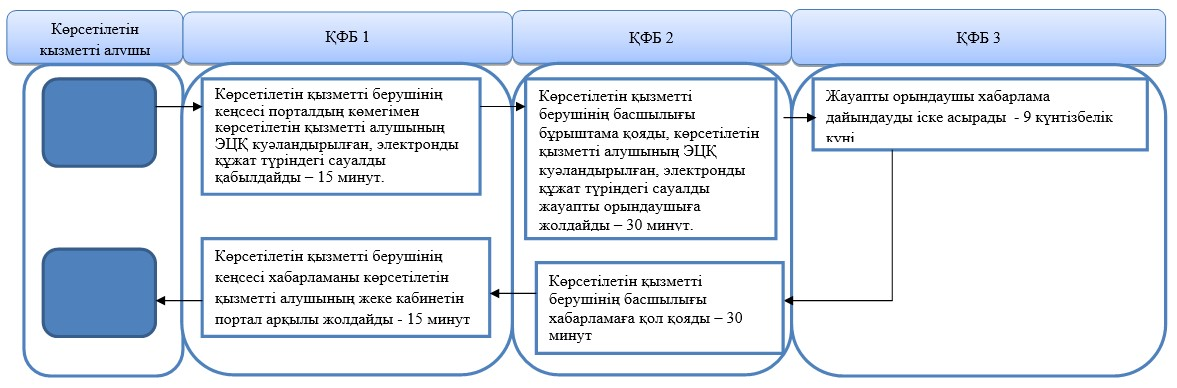 Көрсетілетін
қызметті алушы
ҚФБ 1
ҚФБ 2
ҚФБ 3
Көрсетілетін қызметті берушінің
кеңсесі порталдың көмегімен
көрсетілетін қызметті алушының
ЭЦҚ куәландырылған, электронды
құжат түріндегі сауалды
қабылдайды – 15 минут.
Көрсетілетін қызметті
берушінің басшылығы
бұрыштама қояды, көрсетілетін
қызметті алушының ЭЦҚ
куәландырылған, электронды
құжат түріндегі сауалды
жауапты орындаушыға
жолдайды – 30 минут.
Жауапты орындаушы хабарлама
дайындауды іске асырады - 9 күнтізбелік
күні
Көрсетілетін қызметті берушінің
кеңсесі хабарламаны көрсетілетін
қызметті алушының жеке кабинетін
портал арқылы жолдайды - 15 минут
Көрсетілетін қызметті
берушінің басшылығы
хабарламаға қол қояды – 30
минут